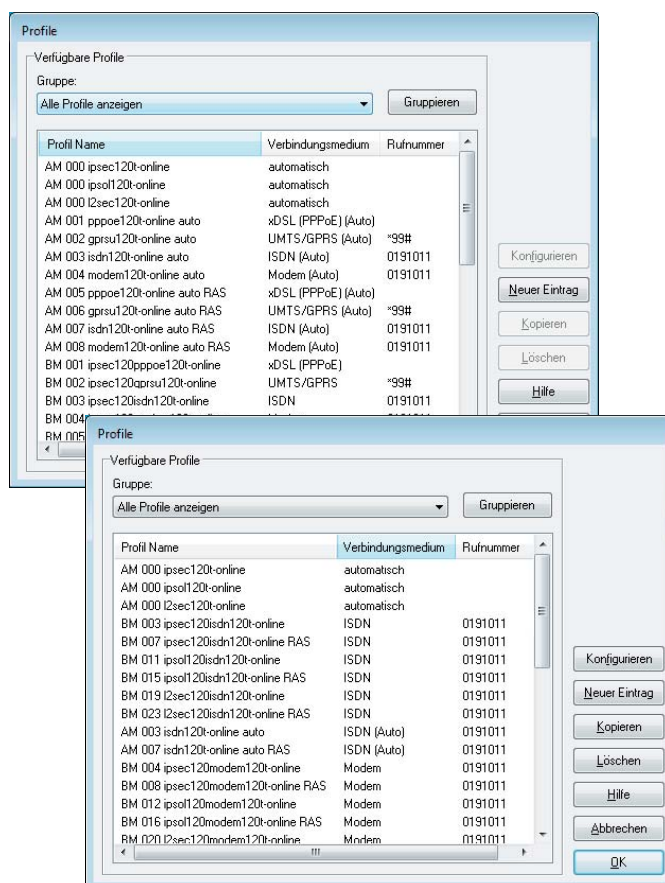 Profile
Verfügbare Profile
Gruppe:
Alle Profile anzeigen
Gruppieren
Profil Name Verbindungsmedium Rufnummer
AM 000 ipsec120t-online automatisch
AM 000 ipsol120t-online automatisch
AM 000 l2sec120t-online automatisch
AM 001 pppoe120t-online auto xDSL (PPPoE) (Auto)
AM 002 gprsu120t-online auto UMTS/GPRS (Auto) *99#
AM 003 isdn120t-online auto ISDN (Auto) 0191011
AM 004 modem120t-online auto Modem (Auto) 0191011
AM 005 pppoe120t-online auto RAS xDSL (PPPoE) (Auto)
AM 006 gprsu120t-online auto RAS UMTS/GPRS (Auto) *99#
AM 007 isdn120t-online auto RAS ISDN (Auto) 0191011
AM 008 modem120t-online auto RAS Modem (Auto) 0191011
BM 001 ipsec120pppoe120t-online xDSL (PPPoE)
BM 002 ipsec120gprsu120t-online UMTS/GPRS *99#
BM 003 ipsec120isdn120t-online ISDN 0191011
BM 004
BM 005
Konfigurieren
Neuer Eintrag
Kopieren
Löschen
Hilfe
Profile
Verfügbare Profile
Gruppe:
Alle Profile anzeigen
Gruppieren
Profil Name Verbindungsmedium Rufnummer
AM 000 ipsec120t-online automatisch
AM 000 ipsol120t-online automatisch
AM 000 l2sec120t-online automatisch
BM 003 ipsec120isdn120t-online ISDN 0191011
BM 007 ipsec120isdn120t-online RAS ISDN 0191011
BM 011 ipsol120isdn120t-online ISDN 0191011
BM 015 ipsol120isdn120t-online RAS ISDN 0191011
BM 019 l2sec120isdn120t-online ISDN 0191011
BM 023 l2sec120isdn120t-online RAS ISDN 0191011
AM 003 isdn120t-online auto ISDN (Auto) 0191011
AM 007 isdn120t-online auto RAS ISDN (Auto) 0191011
BM 004 ipsec120modem120t-online Modem 0191011
BM 008 ipsec120modem120t-online RAS Modem 0191011
BM 012 ipsol120modem120t-online Modem 0191011
BM 016 ipsol120modem120t-online RAS Modem 0191011
BM 020 l2sec120modem120t-online Modem 0191011
Konfigurieren
Neuer Eintrag
Kopieren
Löschen
Hilfe
Abbrechen
OK